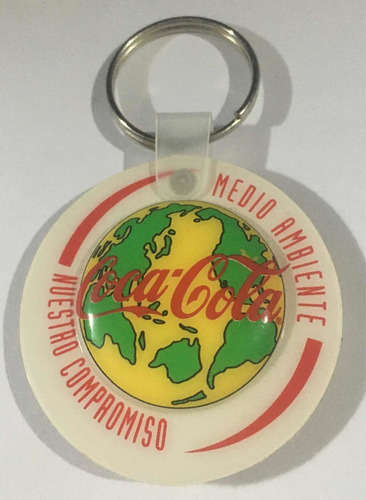 MEDIO AMBIENTE
Coca-Cola
NUESTRO COMPROMISO